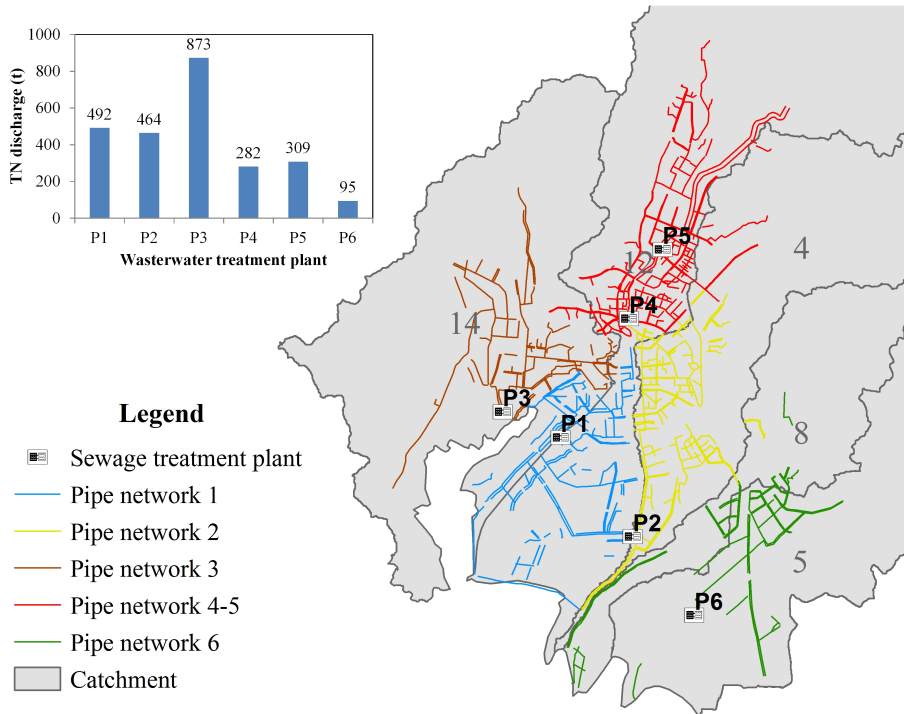 1000
800
600
400
200
0
TN discharge (t)
492
464
873
282
309
95
P1 P2 P3 P4 P5 P6
Wasterwater treatment plant
P5
12
4
P4
14
P3
P1
8
P2
5
P6
Legend
Sewage treatment plant
Pipe network 1
Pipe network 2
Pipe network 3
Pipe network 4-5
Pipe network 6
Catchment